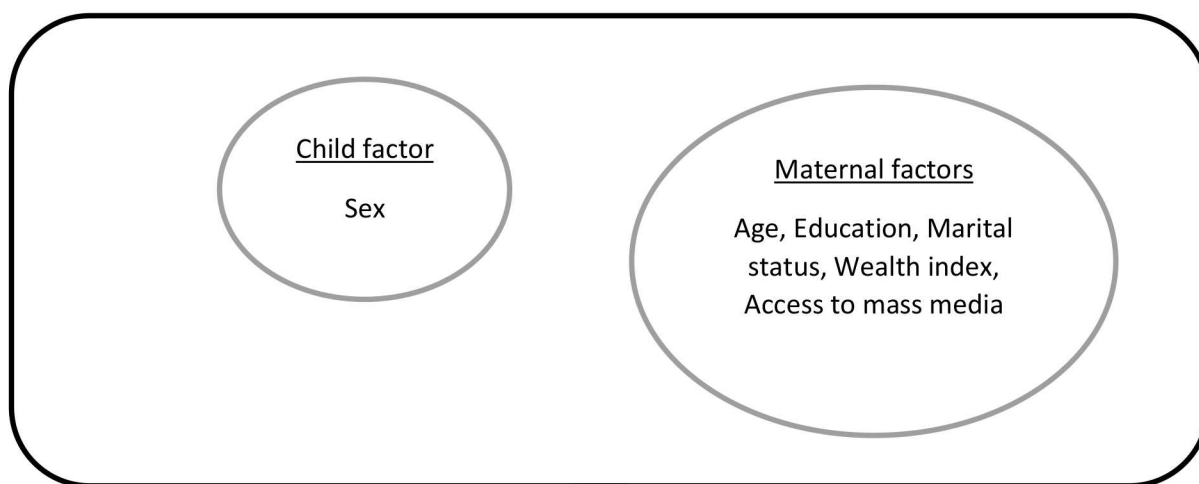 Child factor
Sex
Maternal factors
Age, Education, Marital
status, Wealth index,
Access to mass media